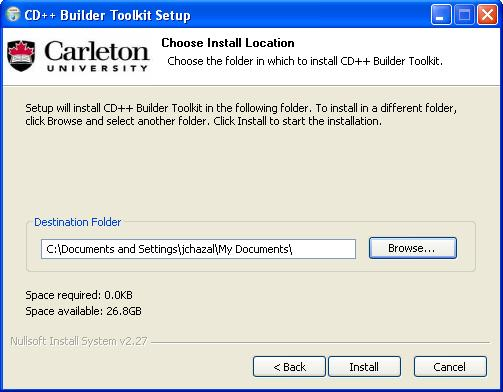 CD++ Builder Toolkit Setup
Carleton
UNIVERSITY
Choose Install Location
Choose the folder in which to install CD++ Builder Toolkit.
Setup will install CD++ Builder Toolkit in the following folder. To install in a different folder,
click Browse and select another folder. Click Install to start the installation.
Destination Folder
C:\Documents and Settings\jchazal\My Documents\
Browse...
Space required: 0.0KB
Space available: 26.8GB
Nullsoft Install System v2.27
< Back
Install
Cancel